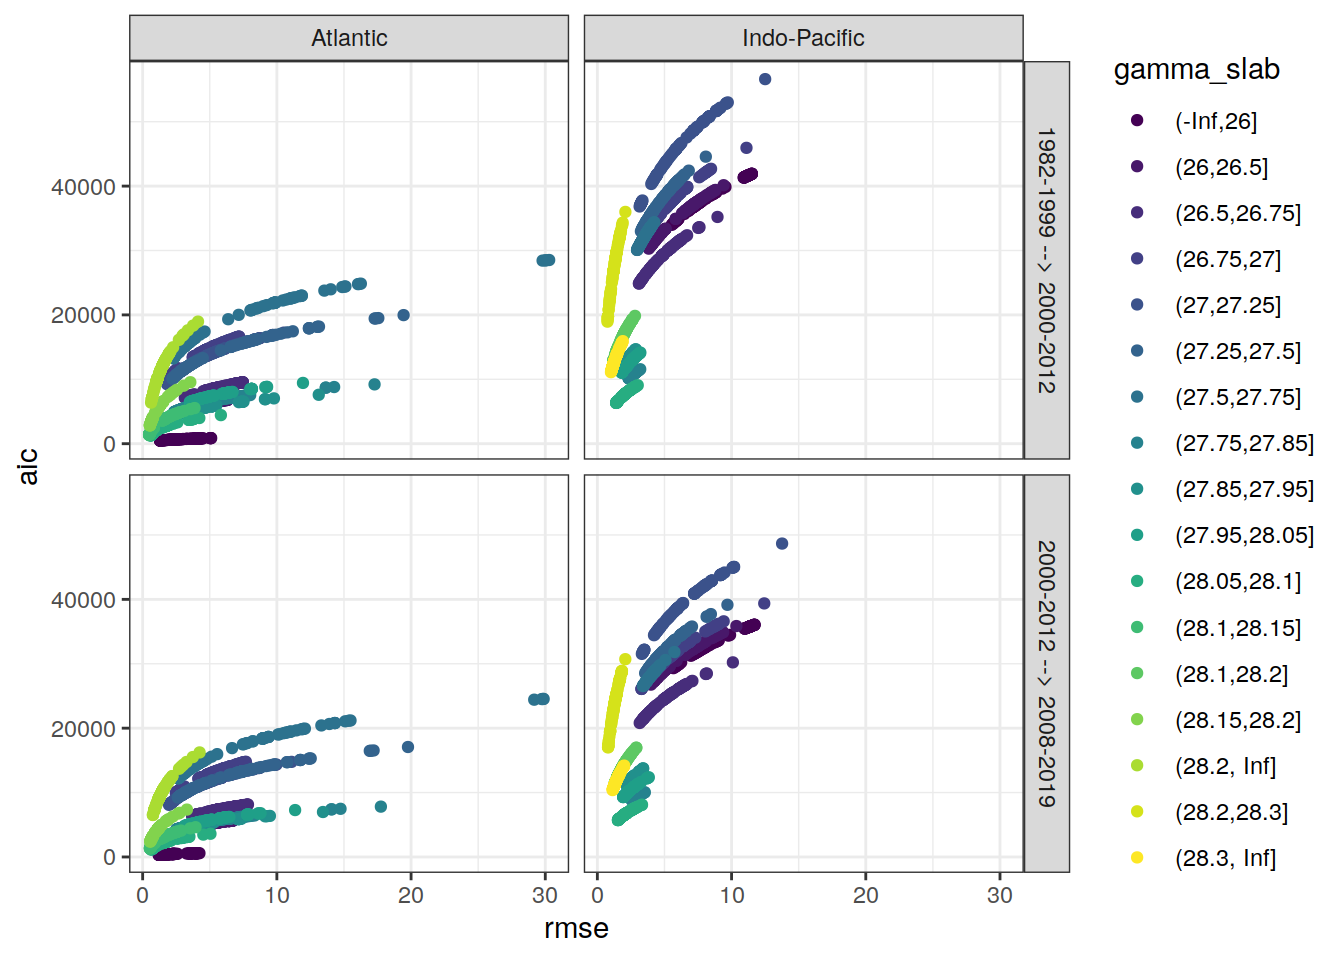 Atlantic
Indo-Pacific
1982-1999 --> 2000-2012
2000-2012 --> 2008-2019
aic
40000
20000
0
40000
20000
0
0
10
20
30
0
10
20
30
rmse
gamma_slab
(-Inf,26]
(26,26.5]
(26.5,26.75]
(26.75,27]
(27,27.25]
(27.25,27.5]
(27.5,27.75]
(27.75,27.85]
(27.85,27.95]
(27.95,28.05]
(28.05,28.1]
(28.1,28.15]
(28.1,28.2]
(28.15,28.2]
(28.2, Inf]
(28.2,28.3]
(28.3, Inf]